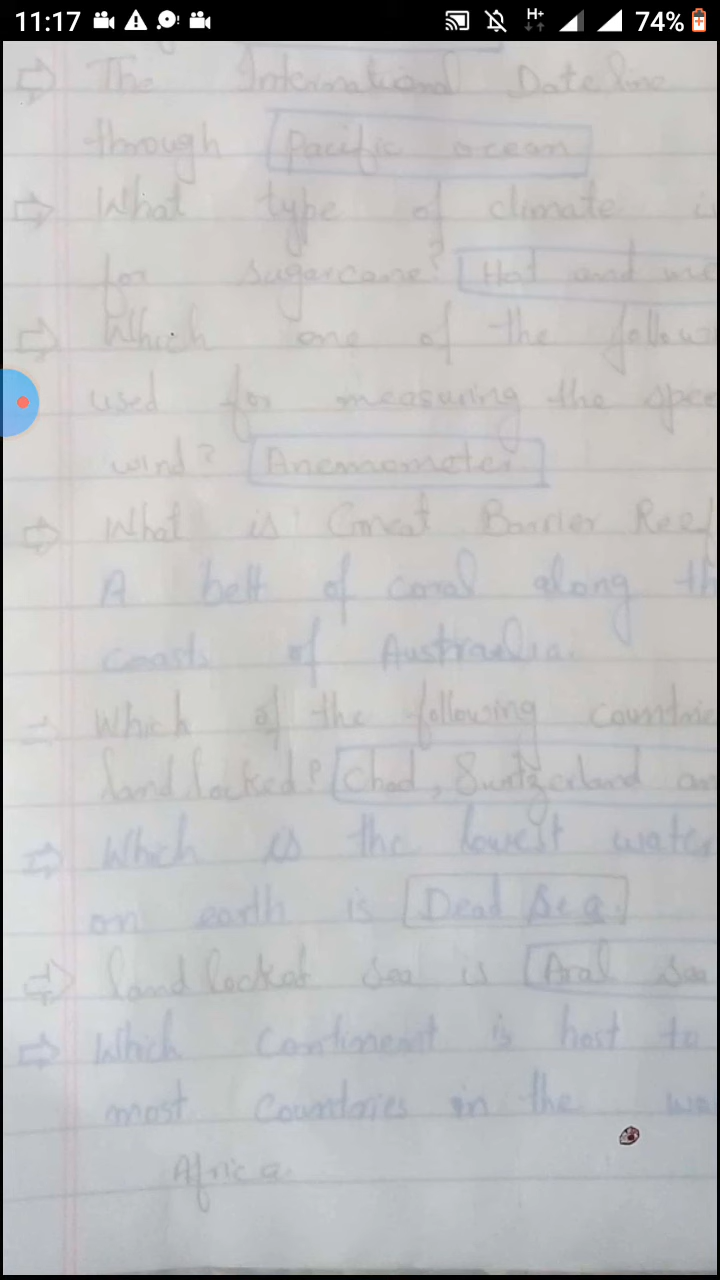 11:17 H+ 74%
The International Date line
through Pacific ocean
What type of climate is
for sugarcane? Hot and
Which one of the
used for measuring the
wind? Anemometer
What is Great Barrier Reef
A belt of coral along
coasts of Australia.
Which of the following
land locked? Chad, Switzerland
Which is the lowest water
on earth is Dead Sea.
land locket sea is Aral Sea
Which continent is host to
most countries in the
Africa.